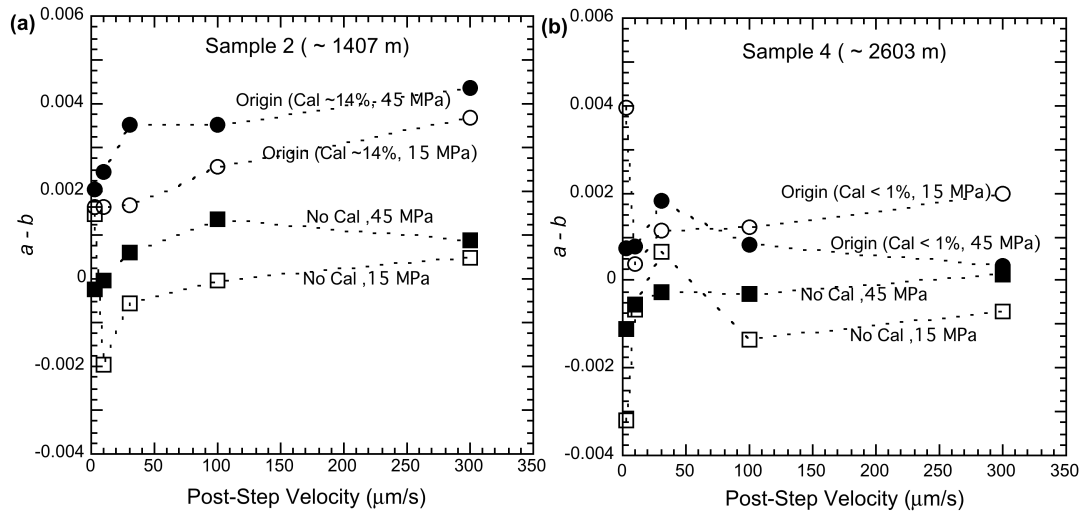 (a)
Sample 2 ( ~ 1407 m)
Origin (Cal ~14%, 45 MPa)
Origin (Cal ~14%, 15 MPa)
No Cal ,45 MPa
No Cal ,15 MPa
a - b
0.006
0.004
0.002
0
-0.002
-0.004
0 50 100 150 200 250 300 350
Post-Step Velocity (μm/s)
(b)
Sample 4 ( ~ 2603 m)
Origin (Cal < 1%, 15 MPa)
Origin (Cal < 1%, 45 MPa)
No Cal ,45 MPa
No Cal ,15 MPa
a - b
0.006
0.004
0.002
0
-0.002
-0.004
0 50 100 150 200 250 300 350
Post-Step Velocity (μm/s)